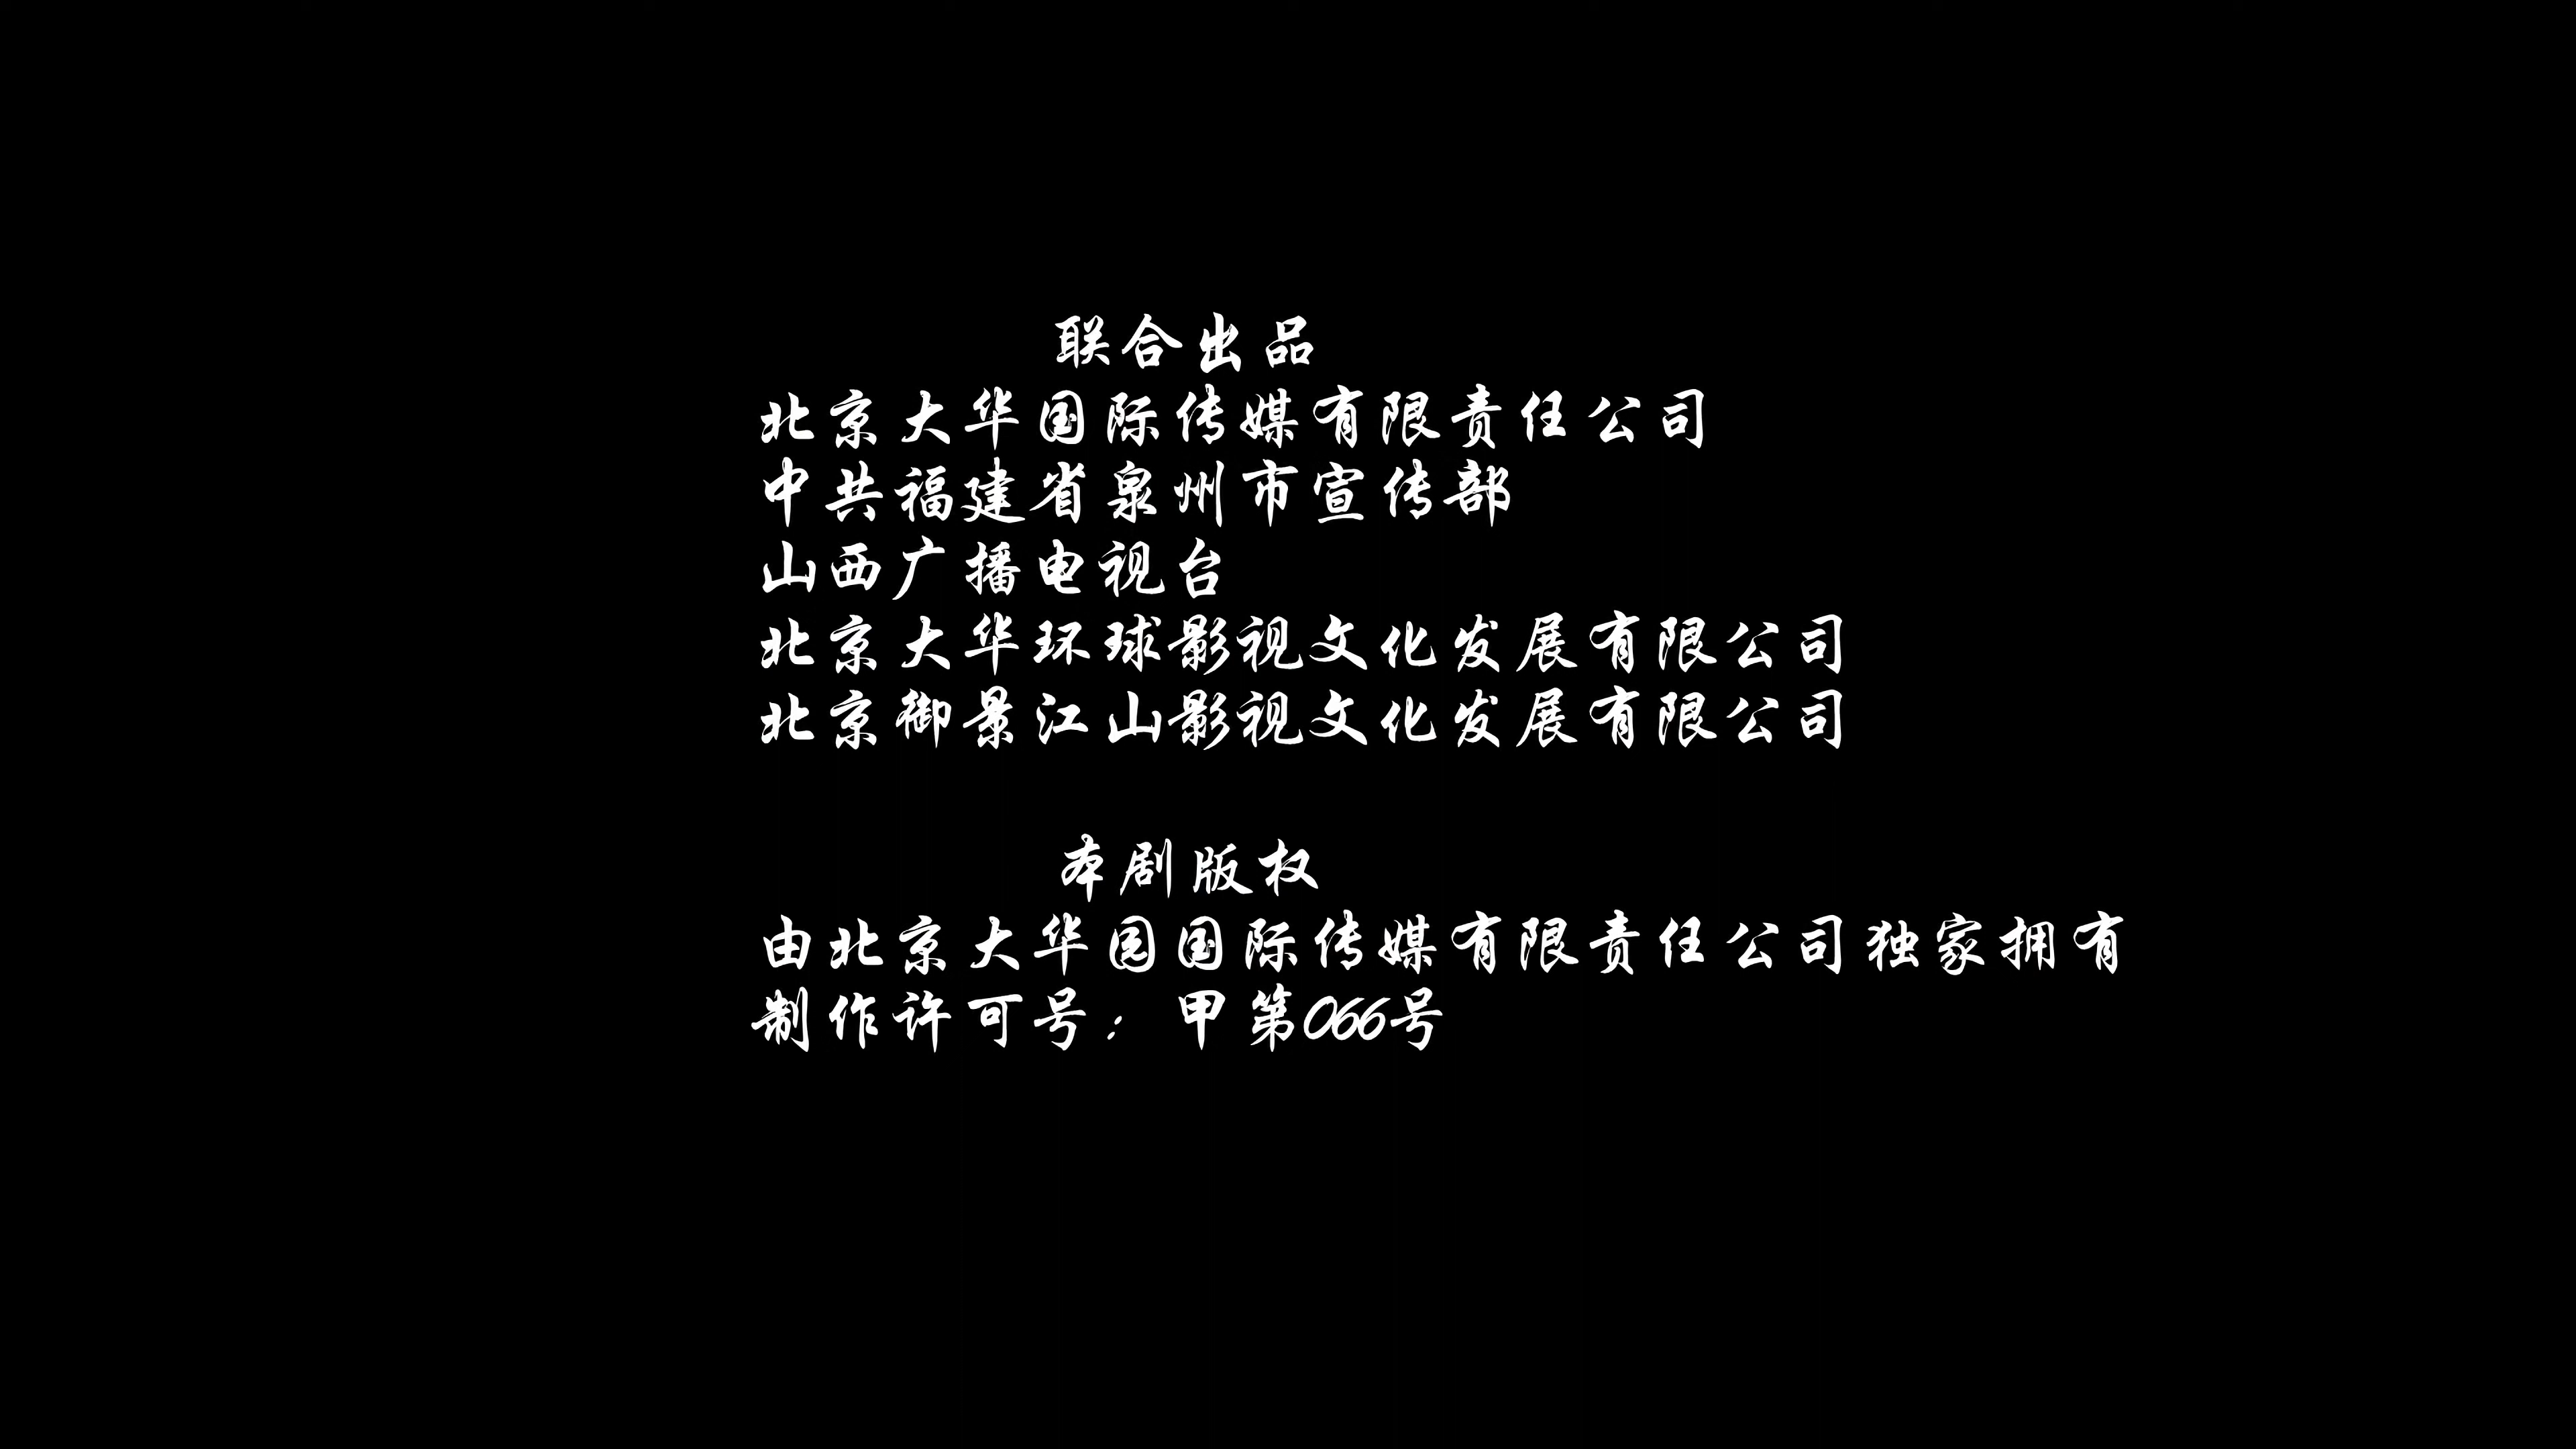 联合出品
北京大华国际传媒有限责任公司
中共福建省泉州市宣传部
山西广播电视台
北京大华环球影视文化发展有限公司
北京御景江山影视文化发展有限公司
本剧版权
由北京大华园国际传媒有限责任公司独家拥有
制作许可号：甲第066号